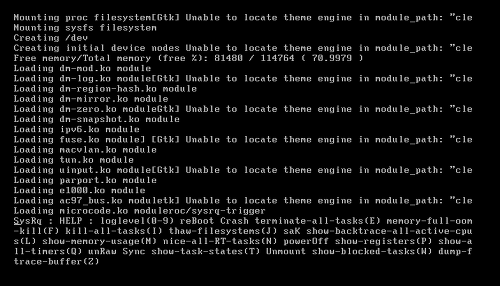 Mounting proc filesystem[Gtk] Unable to locate theme engine in module_path: "cle
Mounting sysfs filesystem
Creating /dev
Creating initial device nodes Unable to locate theme engine in module_path: "cle
Free memory/Total memory (free %): 81480 / 114764 ( 70.9979 )
Loading dm-mod.ko module
Loading dm-log.ko module[Gtk] Unable to locate theme engine in module_path: "cle
Loading dm-region-hash.ko module
Loading dm-mirror.ko module
Loading dm-zero.ko moduleGtk] Unable to locate theme engine in module_path: "cle
Loading dm-snapshot.ko module
Loading ipv6.ko module
Loading fuse.ko module] [Gtk] Unable to locate theme engine in module_path: "cle
Loading macvlan.ko module
Loading tun.ko module
Loading uinput.ko module[Gtk] Unable to locate theme engine in module_path: "cle
Loading parport.ko module
Loading e1000.ko module
Loading ac97_bus.ko moduletk] Unable to locate theme engine in module_path: "cle
Loading microcode.ko moduleroc/sysrq-trigger
SysRq : HELP : loglevel(0-9) reBoot Crash terminate-all-tasks(E) memory-full-oom
-kill(F) kill-all-tasks(I) thaw-filesystems(J) saK show-backtrace-all-active-cpu
s(L) show-memory-usage(M) nice-all-RT-tasks(N) powerOff show-registers(P) show-a
ll-timers(Q) unRaw Sync show-task-states(T) Unmount show-blocked-tasks(W) dump-f
trace-buffer(Z)